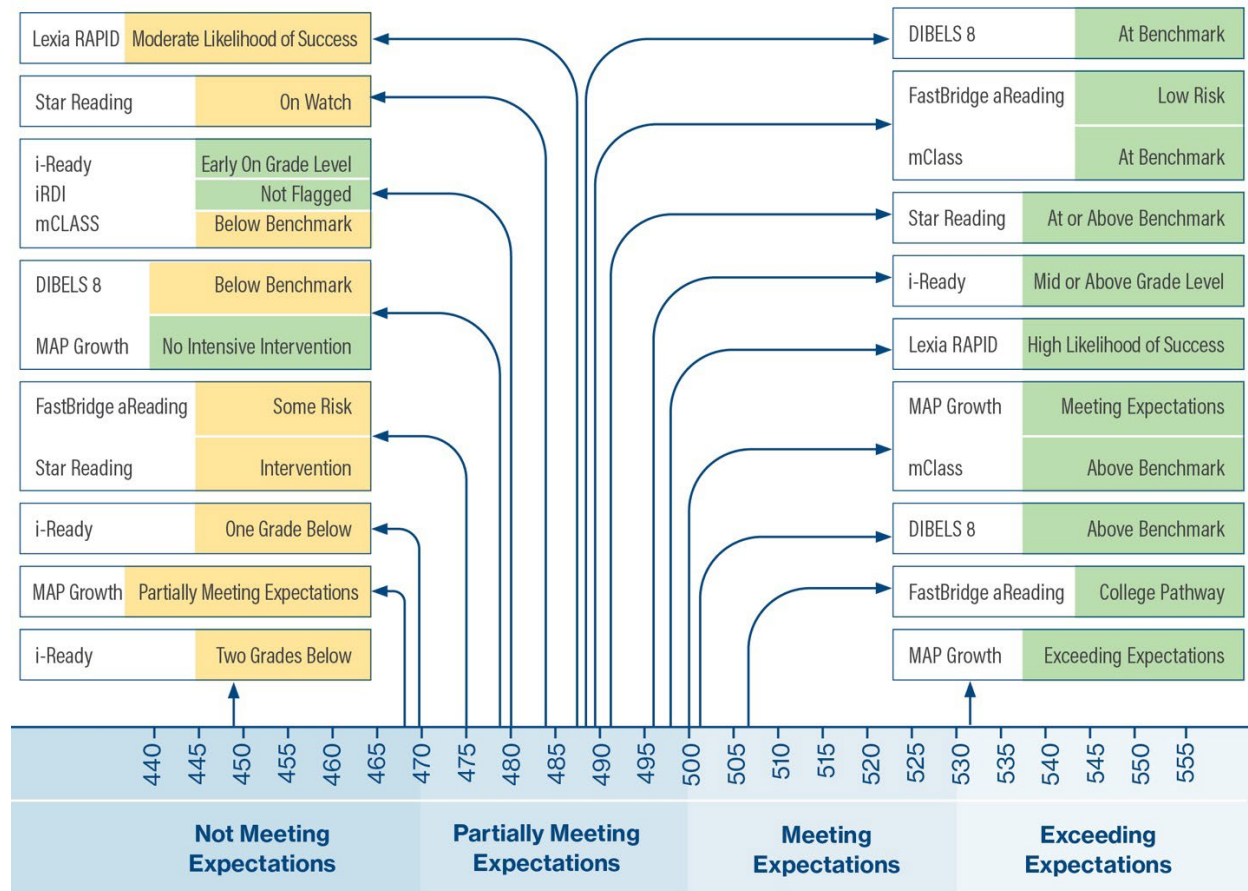 Lexia RAPID Moderate Likelihood of Success
Star Reading On Watch
i-Ready Early On Grade Level
iRDI Not Flagged
mCLASS Below Benchmark
DIBELS 8 Below Benchmark
MAP Growth No Intensive Intervention
FastBridge aReading Some Risk
Star Reading Intervention
i-Ready One Grade Below
MAP Growth Partially Meeting Expectations
i-Ready Two Grades Below
DIBELS 8 At Benchmark
FastBridge aReading Low Risk
mClass At Benchmark
Star Reading At or Above Benchmark
i-Ready Mid or Above Grade Level
Lexia RAPID High Likelihood of Success
MAP Growth Meeting Expectations
mClass Above Benchmark
DIBELS 8 Above Benchmark
FastBridge aReading College Pathway
MAP Growth Exceeding Expectations
440 445 450 455 460 465 470 475 480 485 490 495 500 505 510 515 520 525 530 535 540 545 550 555
Not Meeting
Expectations
Partially Meeting
Expectations
Meeting
Expectations
Exceeding
Expectations